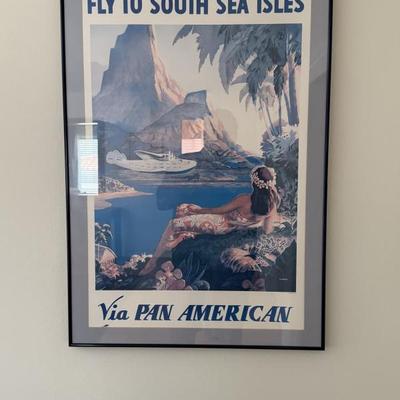 FLY TO SOUTH SEA ISLES
Via PAN AMERICAN